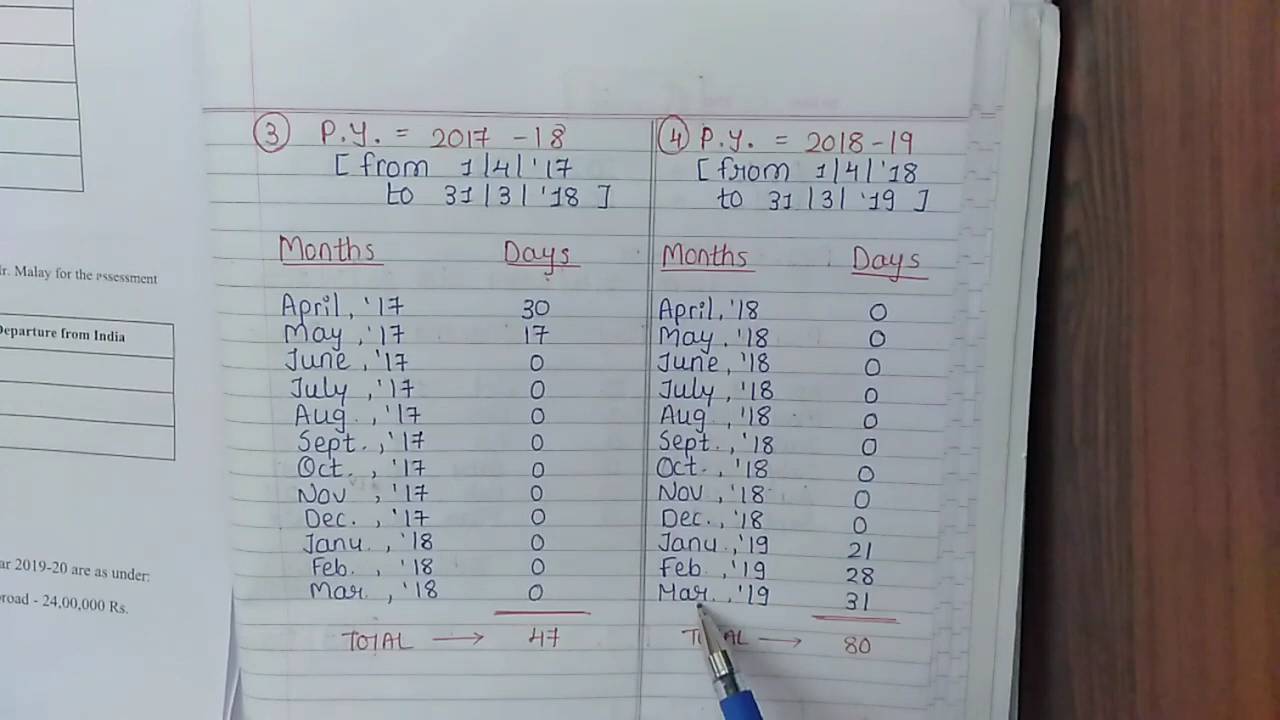 Mr. Malay for the assessment
Departure from India
ar 2019-20 are as under:
road - 24,00,000 Rs.
③ P.Y. = 2017 -18
[from 1/4/'17
to 31/3/'18]
Months Days
April, '17 30
May, '17 17
June, '17 0
July, '17 0
Aug., '17 0
Sept., '17 0
Oct., '17 0
Nov, '17 0
Dec., '17 0
Janu., '18 0
Feb., '18 0
Mar., '18 0
TOTAL → 47
④ P.Y. = 2018-19
[from 1/4/'18
to 31/3/'19]
Months Days
April, '18 0
May, '18 0
June, '18 0
July, '18 0
Aug., '18 0
Sept., '18 0
Oct., '18 0
Nov, '18 0
Dec., '18 0
Janu., '19 21
Feb., '19 28
Mar., '19 31
TOTAL → 80